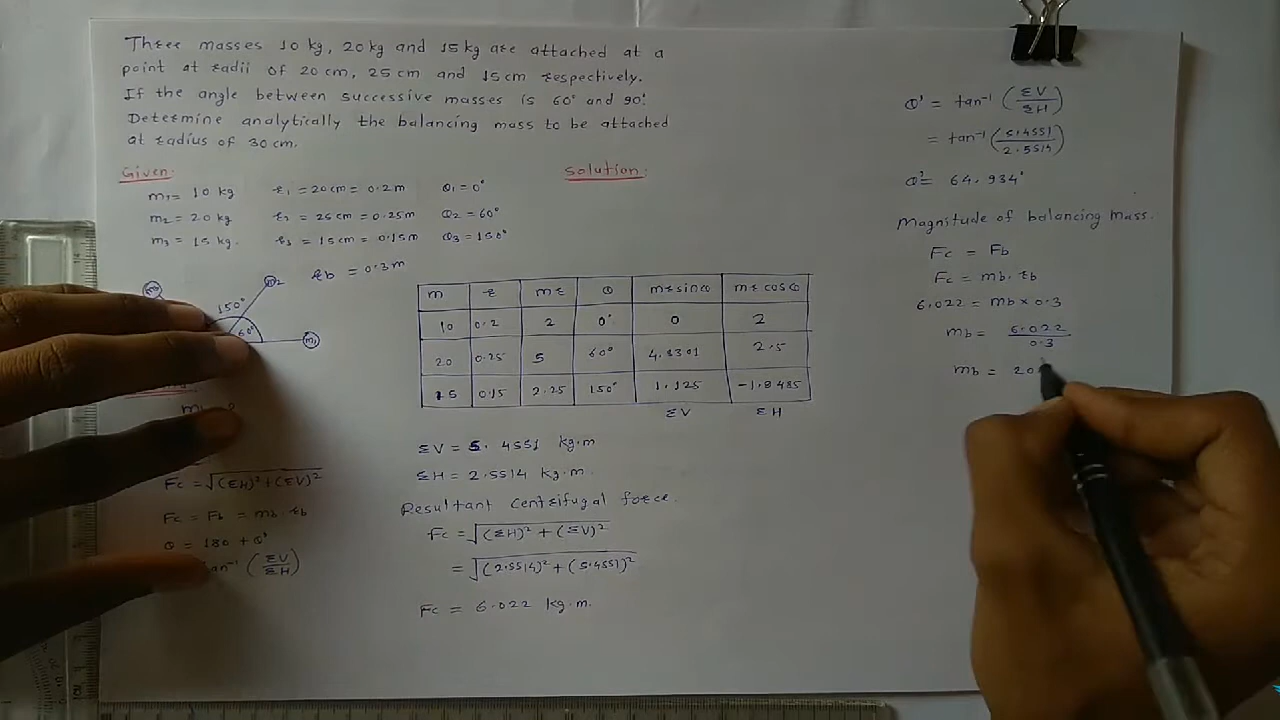 Three masses 10 kg, 20 kg and 15 kg are attached at a
point at radii of 20 cm, 25 cm and 15 cm respectively.
If the angle between successive masses is 60° and 90°.
Determine analytically the balancing mass to be attached
at radius of 30 cm.
Given:
m1 = 10 kg r1 = 20 cm = 0.2 m θ1 = 0°
m2 = 20 kg r2 = 25 cm = 0.25 m θ2 = 60°
m3 = 15 kg. r3 = 15 cm = 0.15 m θ3 = 150°
rb = 0.3 m
m2
150°
60°
m1
Fc = √(ΣH)² + (ΣV)²
Fc = Fb = mb. rb
θ = 180 + θ'
tan⁻¹ (ΣV/ΣH)
Solution:
m r mr θ mr sinθ mr cosθ
10 0.2 2 0° 0 2
20 0.25 5 60° 4.3301 2.5
15 0.15 2.25 150° 1.125 -1.9485
ΣV ΣH
ΣV = 5.4551 kg.m
ΣH = 2.5514 kg.m.
Resultant centrifugal force.
Fc = √(ΣH)² + (ΣV)²
= √(2.5514)² + (5.4551)²
Fc = 6.022 kg.m.
θ' = tan⁻¹ (ΣV/ΣH)
= tan⁻¹ (5.4551/2.5514)
θ' = 64.934°
Magnitude of balancing mass.
Fc = Fb
Fc = mb. rb
6.022 = mb × 0.3
mb = 6.022/0.3
mb = 20